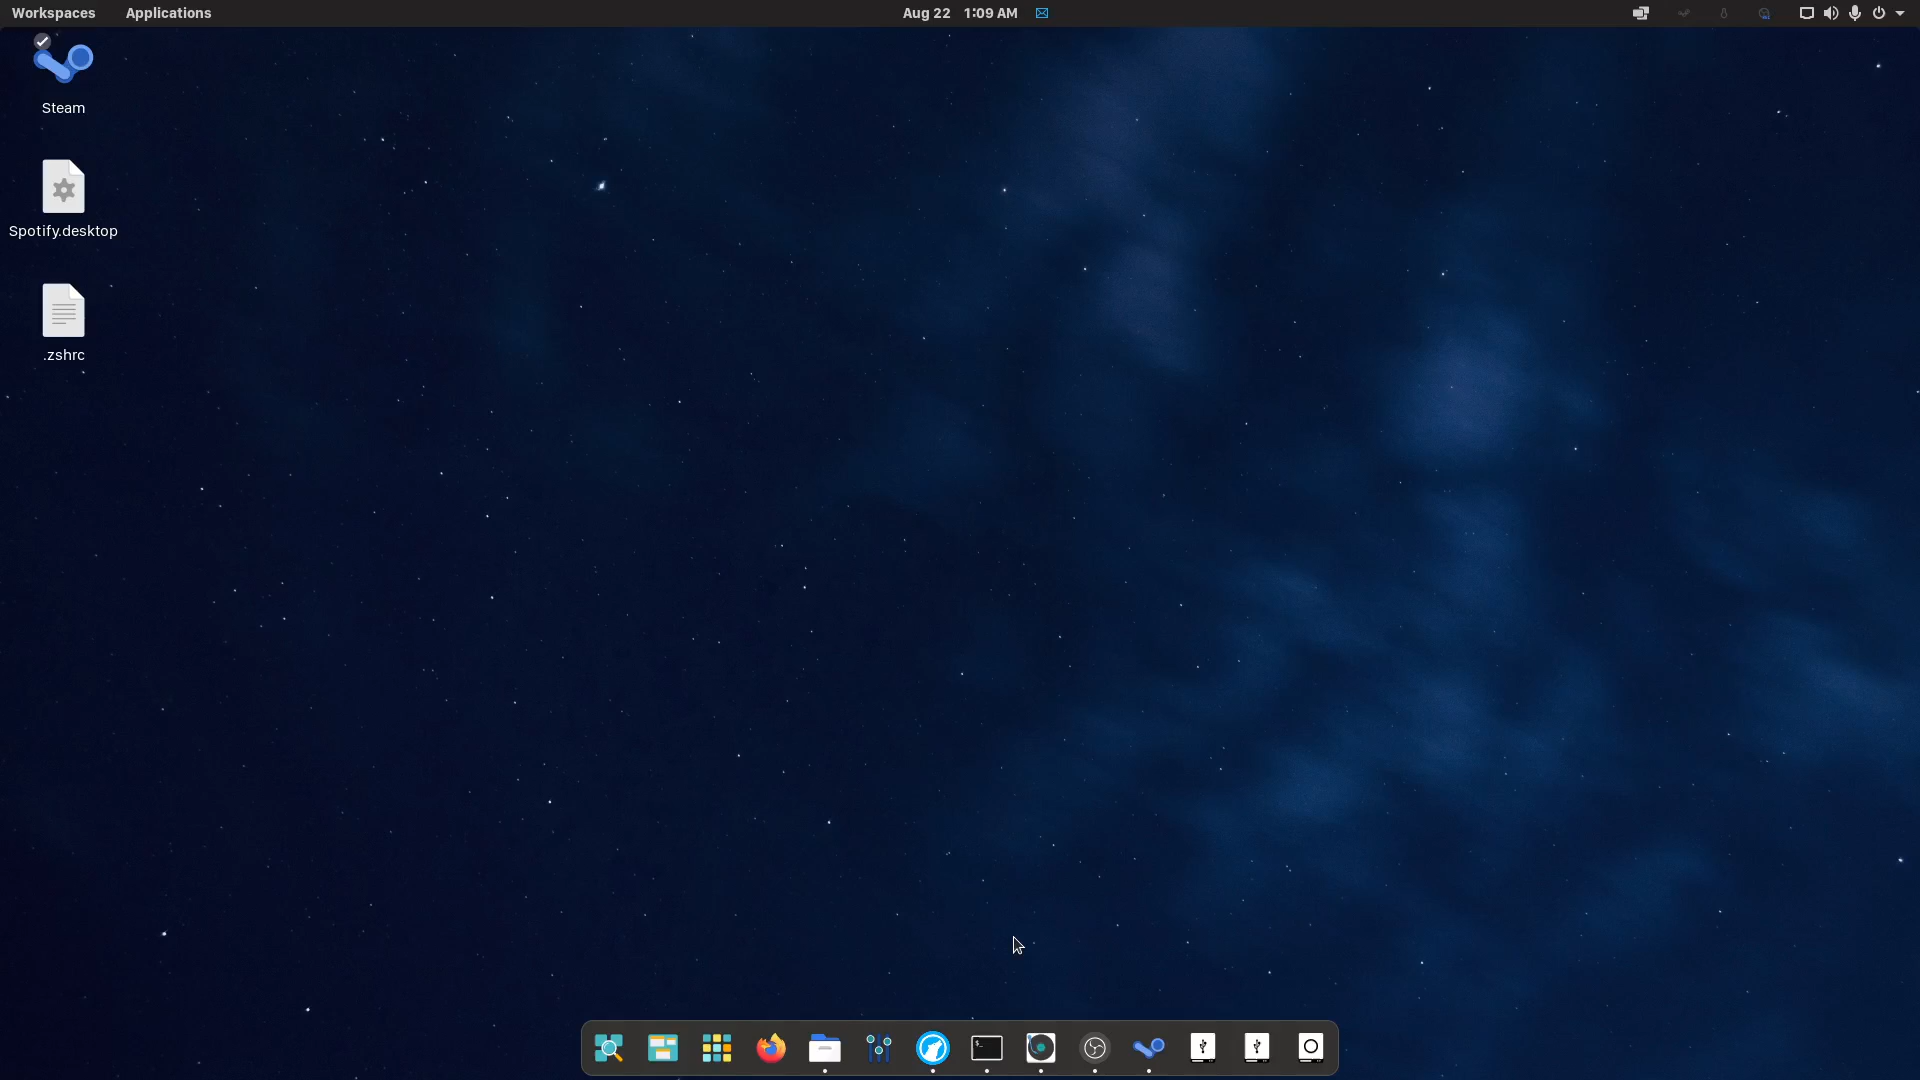 Workspaces Applications Aug 22 1:09 AM
Steam
Spotify.desktop
.zshrc
$_